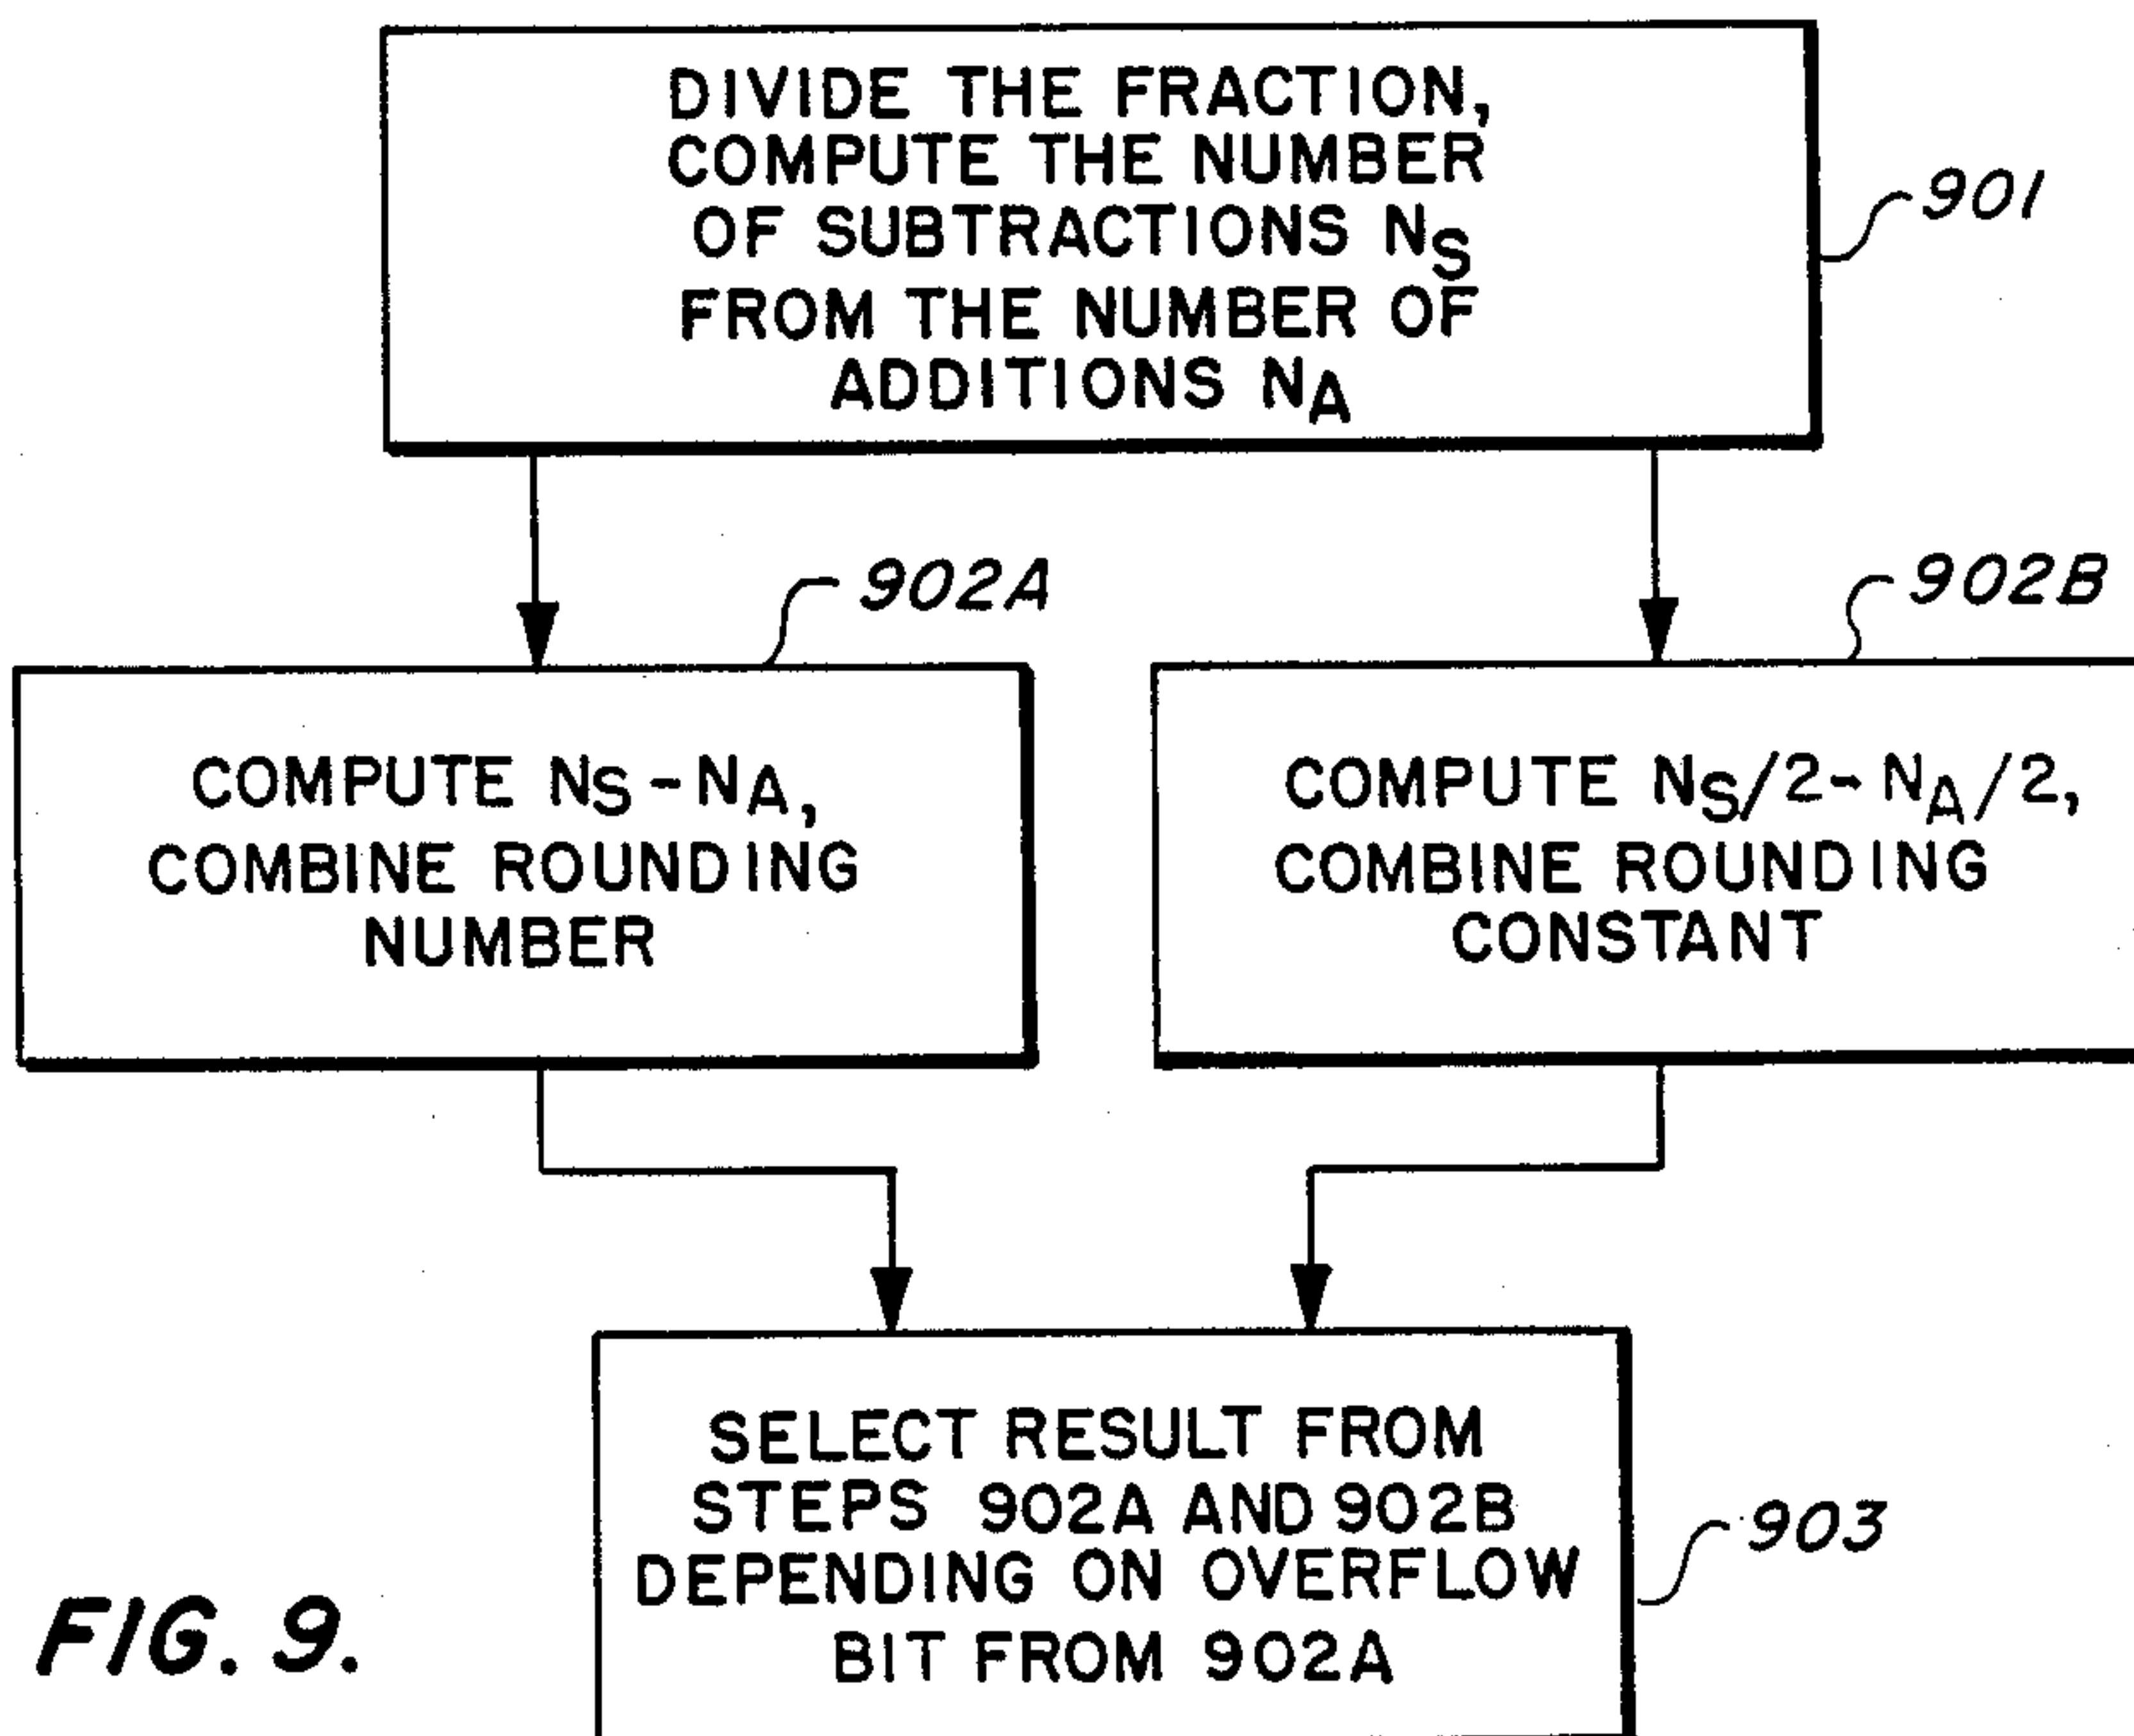 DIVIDE THE FRACTION,
COMPUTE THE NUMBER
OF SUBTRACTIONS NS
FROM THE NUMBER OF
ADDITIONS NA
901
902A
902B
COMPUTE NS-NA,
COMBINE ROUNDING
NUMBER
COMPUTE NS/2-NA/2,
COMBINE ROUNDING
CONSTANT
SELECT RESULT FROM
STEPS 902A AND 902B
DEPENDING ON OVERFLOW
BIT FROM 902A
903
FIG. 9.